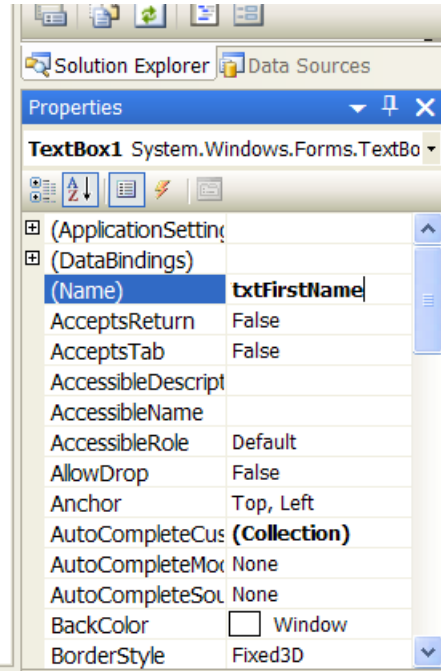 Solution Explorer Data Sources
Properties
TextBox1 System.Windows.Forms.TextBo
(ApplicationSetting
(DataBindings)
(Name) txtFirstName
AcceptsReturn False
AcceptsTab False
AccessibleDescript
AccessibleName
AccessibleRole Default
AllowDrop False
Anchor Top, Left
AutoCompleteCus (Collection)
AutoCompleteMod None
AutoCompleteSou None
BackColor Window
BorderStyle Fixed3D